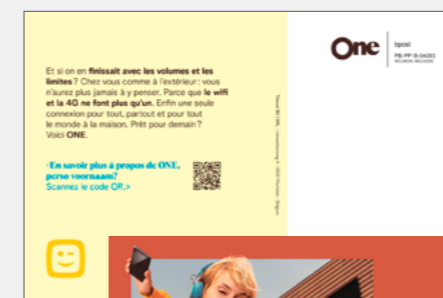 Et si on en finissait avec les volumes et les
limites ? Chez vous comme à l'extérieur : vous
n'aurez plus jamais à y penser. Parce que le wifi
et la 4G ne font plus qu'un. Enfin une seule
connexion pour tout, partout et pour tout
le monde à la maison. Prêt pour demain ?
Voici ONE.
<En savoir plus à propos de ONE,
perso voornaam?
Scannez le code QR.>
One
bpost